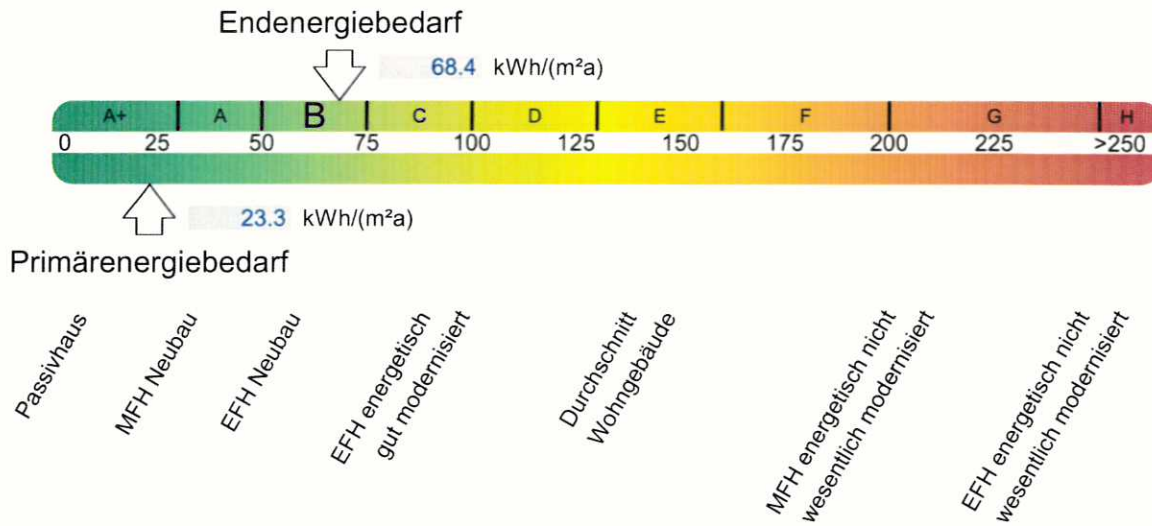 Endenergiebedarf
68.4 kWh/(m²a)
A+ A B C D E F G H
0 25 50 75 100 125 150 175 200 225 >250
23.3 kWh/(m²a)
Primärenergiebedarf
Passivhaus
MFH Neubau
EFH Neubau
EFH energetisch
gut modernisiert
Durchschnitt
Wohngebäude
MFH energetisch nicht
wesentlich modernisiert
EFH energetisch nicht
wesentlich modernisiert